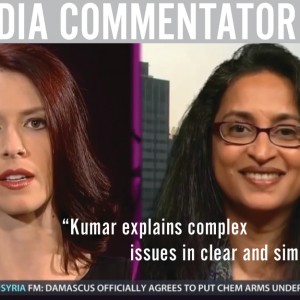 DIA COMMENTATOR
“Kumar explains complex
issues in clear and sim
SYRIA FM: DAMASCUS OFFICIALLY AGREES TO PUT CHEM ARMS UNDER